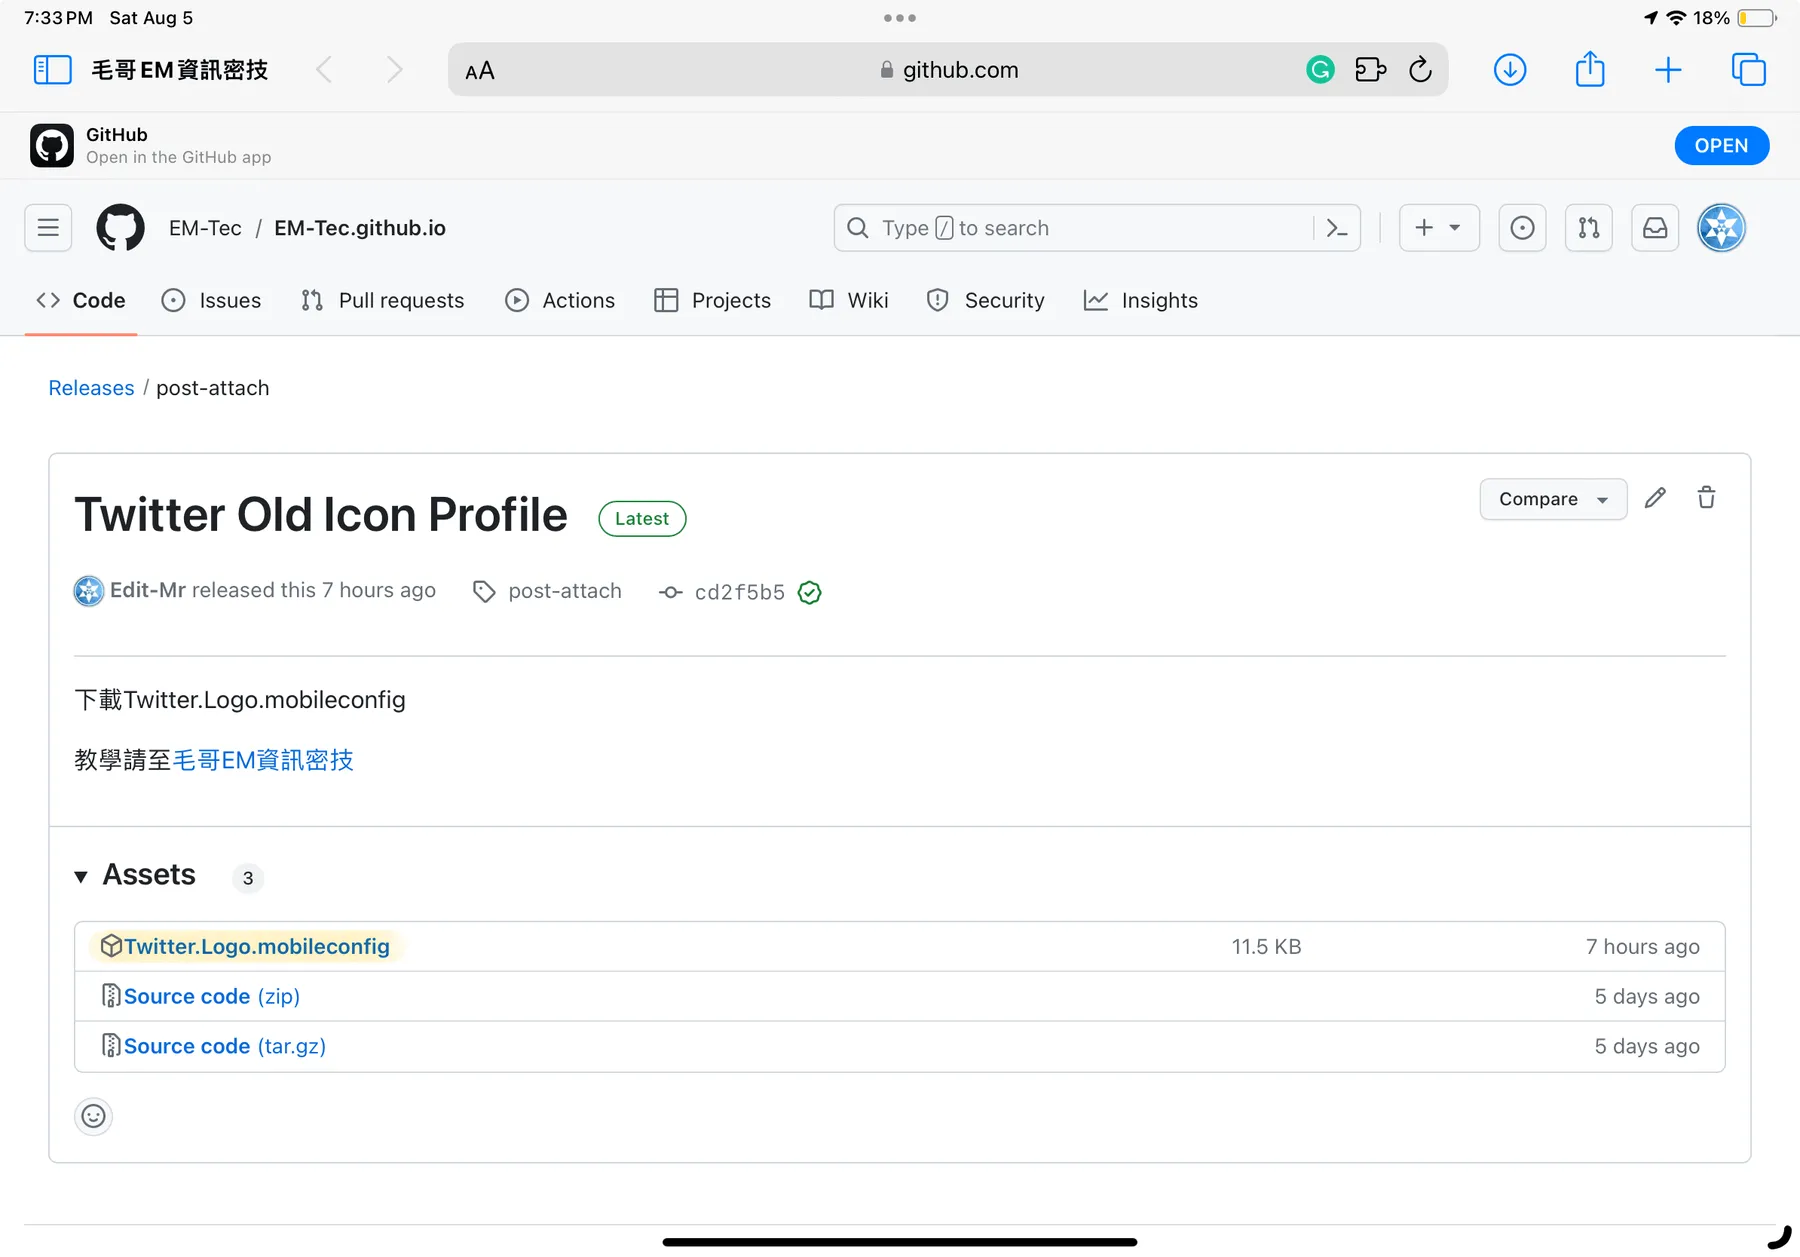 7:33 PM Sat Aug 5
18%
毛哥EM資訊密技
AA
github.com
GitHub
Open in the GitHub app
OPEN
EM-Tec / EM-Tec.github.io
Type / to search
Code
Issues
Pull requests
Actions
Projects
Wiki
Security
Insights
Releases / post-attach
Twitter Old Icon Profile
Latest
Compare
Edit-Mr released this 7 hours ago
post-attach
cd2f5b5
下載Twitter.Logo.mobileconfig
教學請至毛哥EM資訊密技
Assets 3
Twitter.Logo.mobileconfig 11.5 KB 7 hours ago
Source code (zip) 5 days ago
Source code (tar.gz) 5 days ago